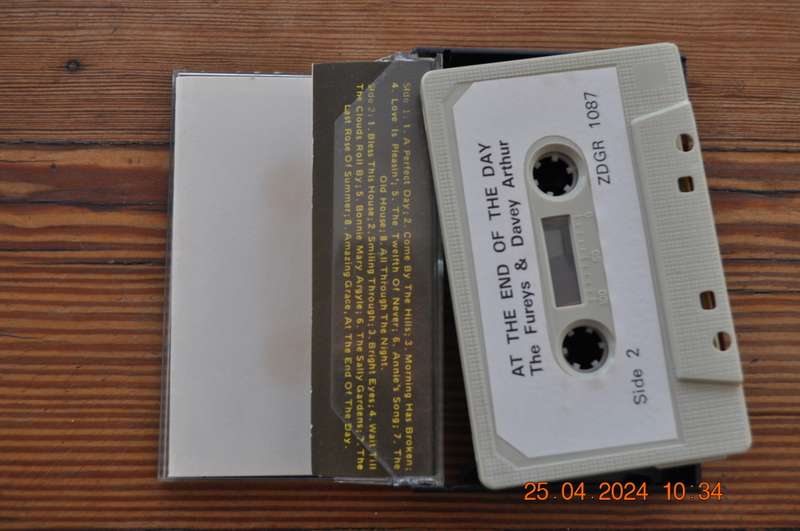 Side 1: 1. A Perfect Day; 2. Come By The Hills; 3. Morning Has Broken;
4. Love Is Pleasin'; 5. The Twelfth Of Never; 6. Annie's Song; 7. The
Old House; 8. All Through The Night.
Side 2: 1. Bless This House; 2. Smiling Through; 3. Bright Eyes; 4. Wait Till
The Clouds Roll By; 5. Bonnie Mary Argyle; 6. The Sally Gardens; 7. The
Last Rose Of Summer; 8. Amazing Grace, At The End Of The Day.
AT THE END OF THE DAY
The Fureys & Davey Arthur
ZDGR 1087
Side 2
0 50
25.04.2024 10:34